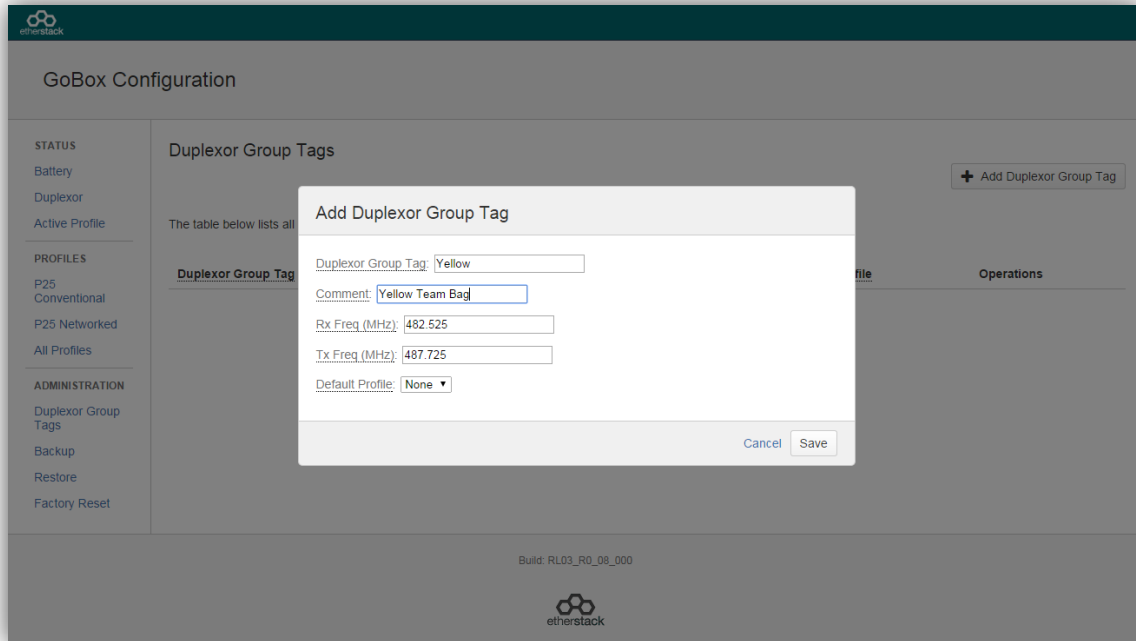 etherstack
GoBox Configuration
STATUS
Battery
Duplexor
Active Profile
PROFILES
P25
Conventional
P25 Networked
All Profiles
ADMINISTRATION
Duplexor Group
Tags
Backup
Restore
Factory Reset
Duplexor Group Tags
Add Duplexor Group Tag
The table below lists all
Duplexor Group Tag
file
Operations
Add Duplexor Group Tag
Duplexor Group Tag: Yellow
Comment: Yellow Team Bag
Rx Freq (MHz): 482.525
Tx Freq (MHz): 487.725
Default Profile: None
Cancel Save
Build: RL03_R0_08_000
etherstack